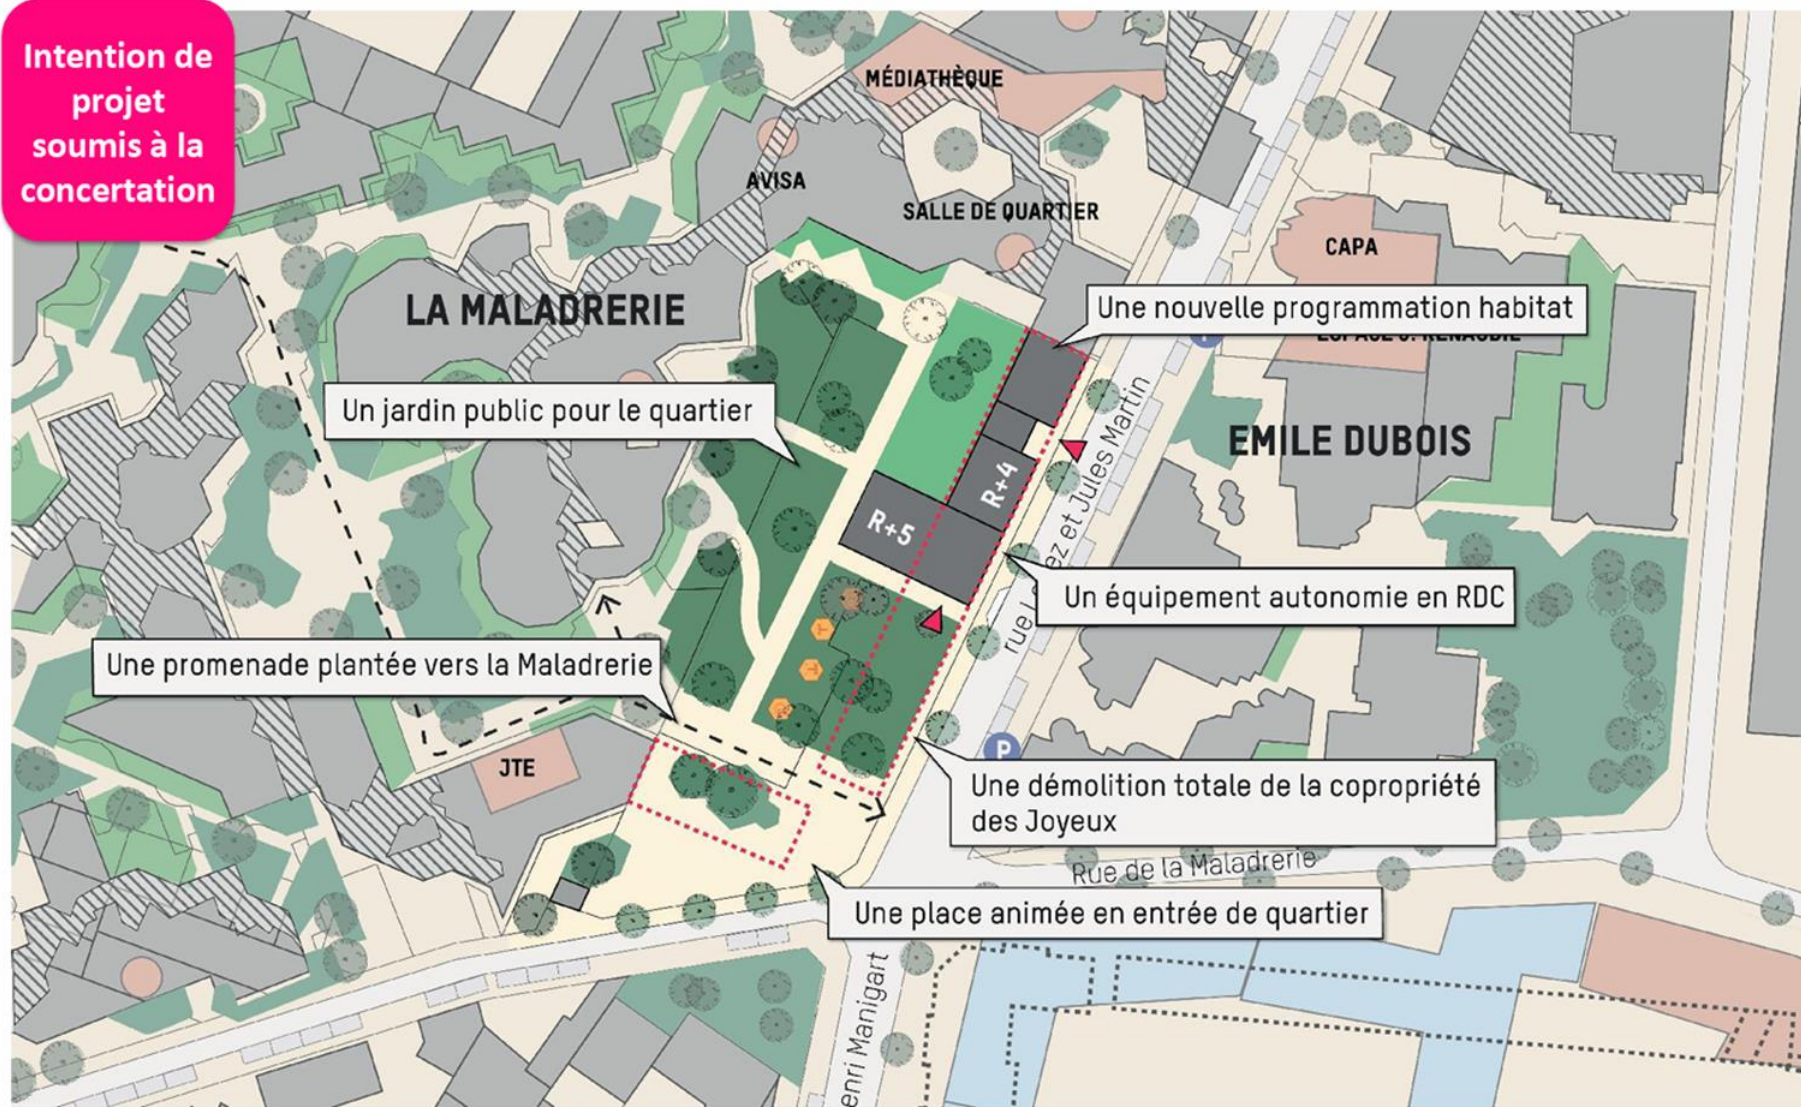 Intention de
projet
soumis à la
concertation
MÉDIATHÈQUE
AVISA
SALLE DE QUARTIER
CAPA
LA MALADRERIE
Une nouvelle programmation habitat
P
Un jardin public pour le quartier
EMILE DUBOIS
R+4
R+5
rue
ez et Jules Martin
Un équipement autonomie en RDC
Une promenade plantée vers la Maladrerie
P
JTE
Une démolition totale de la copropriété
des Joyeux
Rue de la Maladrerie
Une place animée en entrée de quartier
enri Manigart